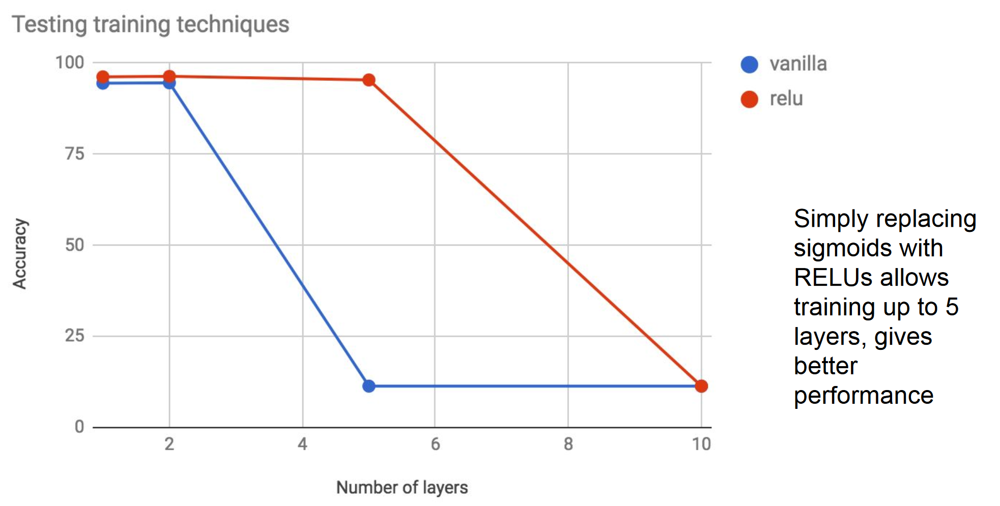 Testing training techniques
100
75
50
25
0
Accuracy
2 4 6 8 10
Number of layers
vanilla
relu
Simply replacing
sigmoids with
RELUs allows
training up to 5
layers, gives
better
performance